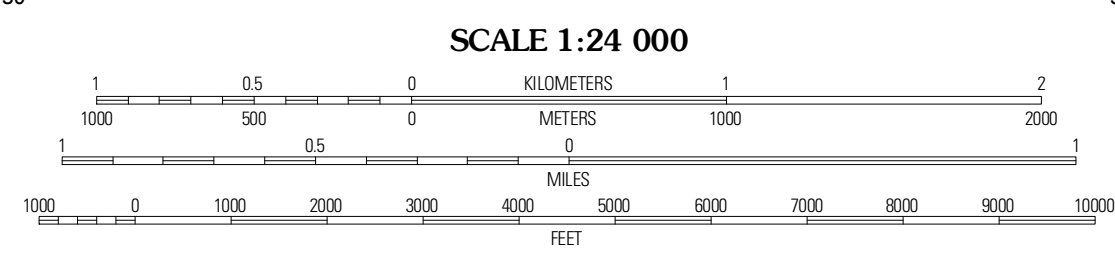 SCALE 1:24 000
1 0.5 0 KILOMETERS 1 2
1000 500 0 METERS 1000 2000
1 0.5 0 1
MILES
1000 0 1000 2000 3000 4000 5000 6000 7000 8000 9000 10000
FEET